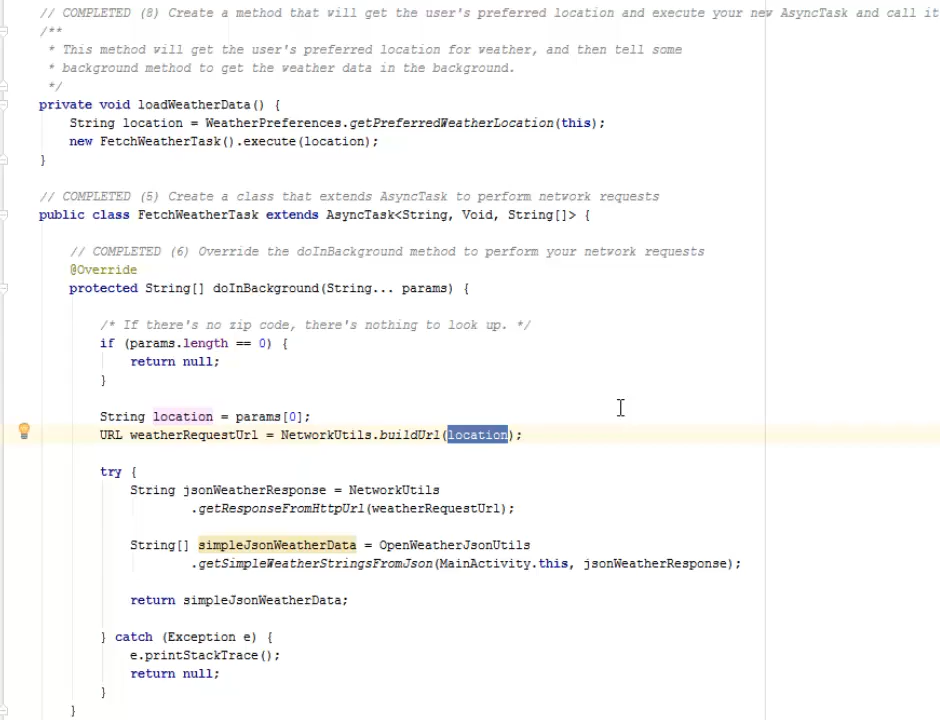 // COMPLETED (8) Create a method that will get the user's preferred location and execute your new AsyncTask and call it
/**
* This method will get the user's preferred location for weather, and then tell some
* background method to get the weather data in the background.
*/
private void loadWeatherData() {
String location = WeatherPreferences.getPreferredWeatherLocation(this);
new FetchWeatherTask().execute(location);
}
// COMPLETED (5) Create a class that extends AsyncTask to perform network requests
public class FetchWeatherTask extends AsyncTask<String, Void, String[]> {
// COMPLETED (6) Override the doInBackground method to perform your network requests
@Override
protected String[] doInBackground(String... params) {
/* If there's no zip code, there's nothing to look up. */
if (params.length == 0) {
return null;
}
String location = params[0];
URL weatherRequestUrl = NetworkUtils.buildUrl(location);
try {
String jsonWeatherResponse = NetworkUtils
.getResponseFromHttpUrl(weatherRequestUrl);
String[] simpleJsonWeatherData = OpenWeatherJsonUtils
.getSimpleWeatherStringsFromJson(MainActivity.this, jsonWeatherResponse);
return simpleJsonWeatherData;
} catch (Exception e) {
e.printStackTrace();
return null;
}
}